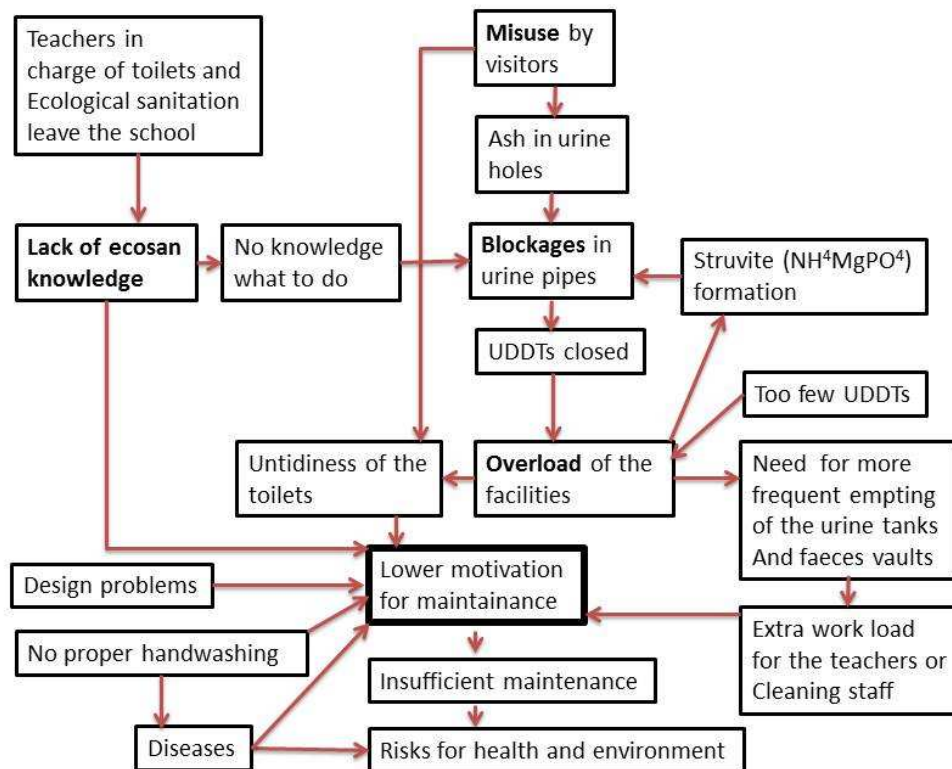 Teachers in
charge of toilets and
Ecological sanitation
leave the school
Misuse by
visitors
Ash in urine
holes
Lack of ecosan
knowledge
No knowledge
what to do
Blockages in
urine pipes
Struvite (NH⁴MgPO⁴)
formation
UDDTs closed
Too few UDDTs
Untidiness of the
toilets
Overload of the
facilities
Need for more
frequent empting
of the urine tanks
And faeces vaults
Design problems
Lower motivation
for maintainance
No proper handwashing
Extra work load
for the teachers or
Cleaning staff
Insufficient maintenance
Diseases
Risks for health and environment